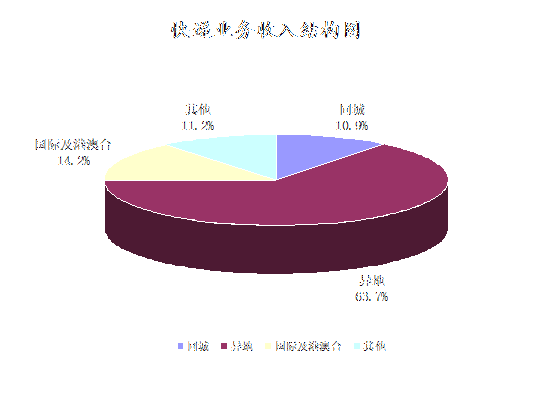 快递业务收入结构图
其他
11.2%
同城
10.9%
国际及港澳台
14.2%
异地
63.7%
同城 异地 国际及港澳台 其他